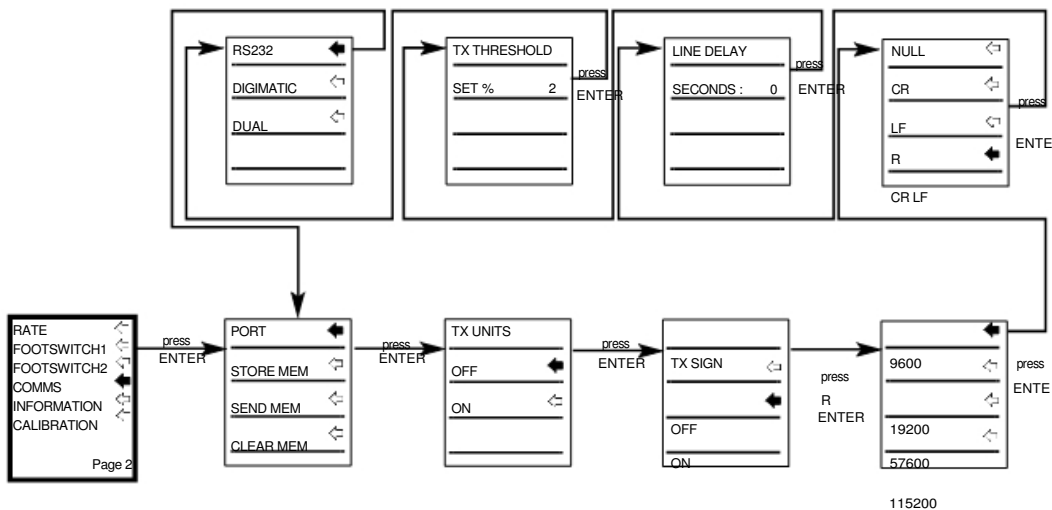 RS232
DIGIMATIC
DUAL
TX THRESHOLD
SET % 2
press
ENTER
LINE DELAY
SECONDS : 0
press
ENTER
NULL
CR
LF
R
CR LF
press
ENTE
RATE
FOOTSWITCH1
FOOTSWITCH2
COMMS
INFORMATION
CALIBRATION
Page 2
press
ENTER
PORT
STORE MEM
SEND MEM
CLEAR MEM
press
ENTER
TX UNITS
OFF
ON
press
ENTER
TX SIGN
OFF
ON
press
R
ENTER
9600
19200
57600
115200
press
ENTE